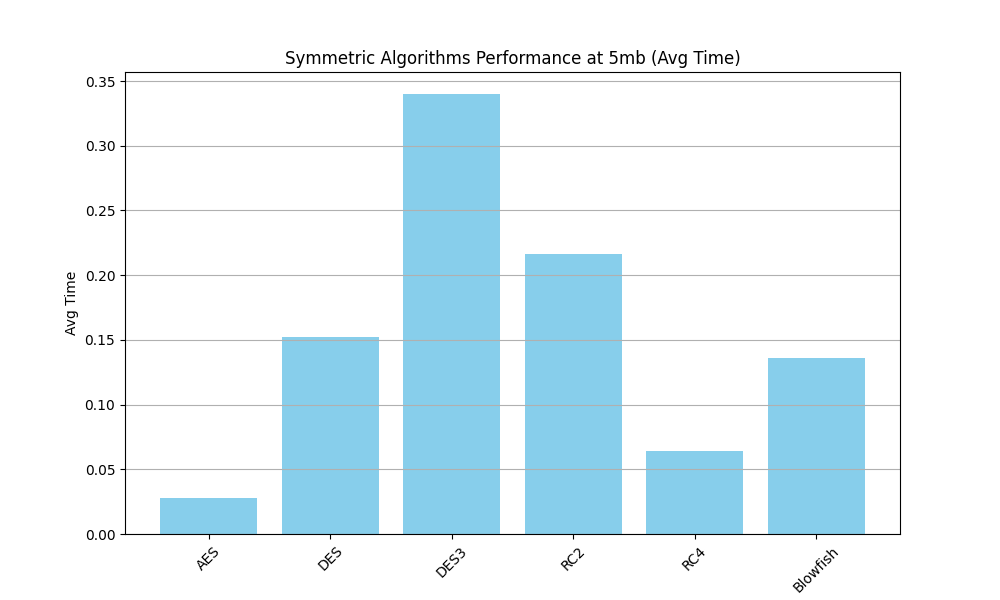 Symmetric Algorithms Performance at 5mb (Avg Time)
Avg Time
0.35
0.30
0.25
0.20
0.15
0.10
0.05
0.00
AES
DES
DES3
RC2
RC4
Blowfish